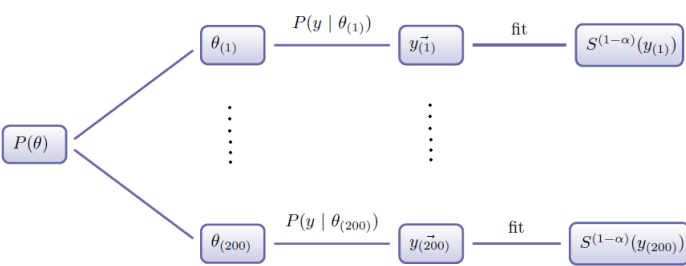 θ₍₁₎ P(y | θ₍₁₎) y⃗₍₁₎ fit S⁽¹⁻ᵅ⁾(y₍₁₎)
P(θ)
θ₍₂₀₀₎ P(y | θ₍₂₀₀₎) y⃗₍₂₀₀₎ fit S⁽¹⁻ᵅ⁾(y₍₂₀₀₎)